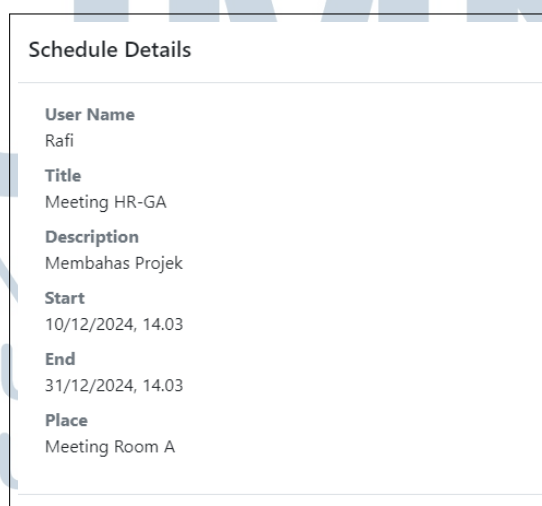 Schedule Details
User Name
Rafi
Title
Meeting HR-GA
Description
Membahas Projek
Start
10/12/2024, 14.03
End
31/12/2024, 14.03
Place
Meeting Room A